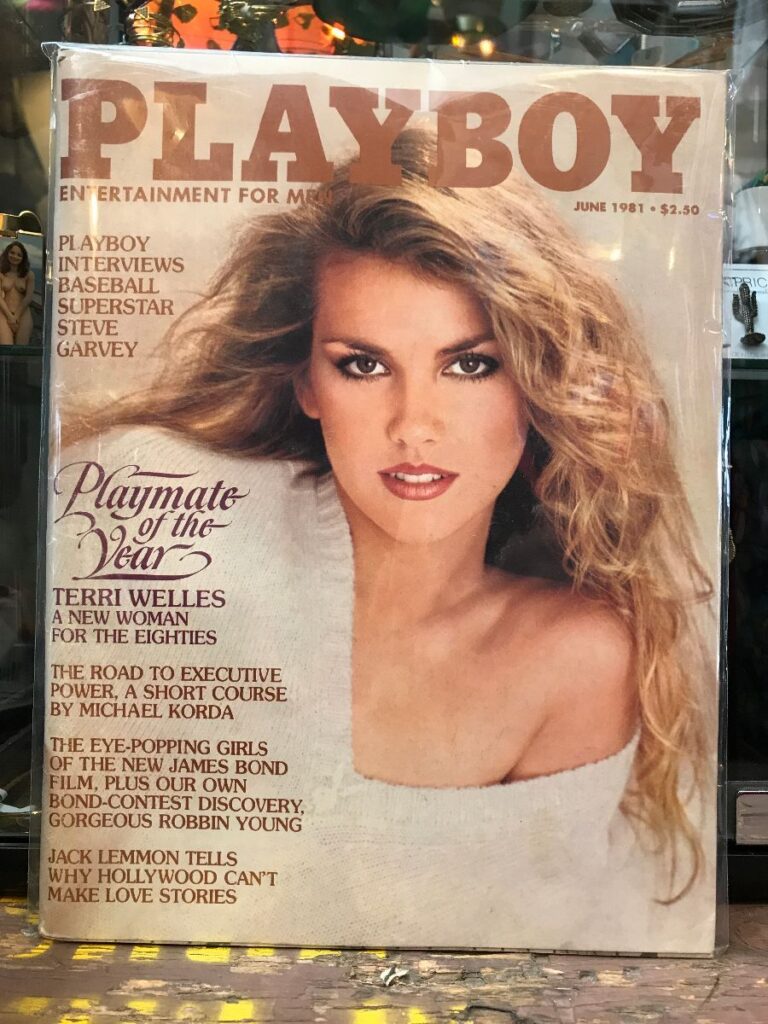 PLAYBOY
ENTERTAINMENT FOR MEN
JUNE 1981 • $2.50
PLAYBOY
INTERVIEWS
BASEBALL
SUPERSTAR
STEVE
GARVEY
Playmate
of the
Year
TERRI WELLES
A NEW WOMAN
FOR THE EIGHTIES
THE ROAD TO EXECUTIVE
POWER, A SHORT COURSE
BY MICHAEL KORDA
THE EYE-POPPING GIRLS
OF THE NEW JAMES BOND
FILM, PLUS OUR OWN
BOND-CONTEST DISCOVERY,
GORGEOUS ROBBIN YOUNG
JACK LEMMON TELLS
WHY HOLLYWOOD CAN'T
MAKE LOVE STORIES